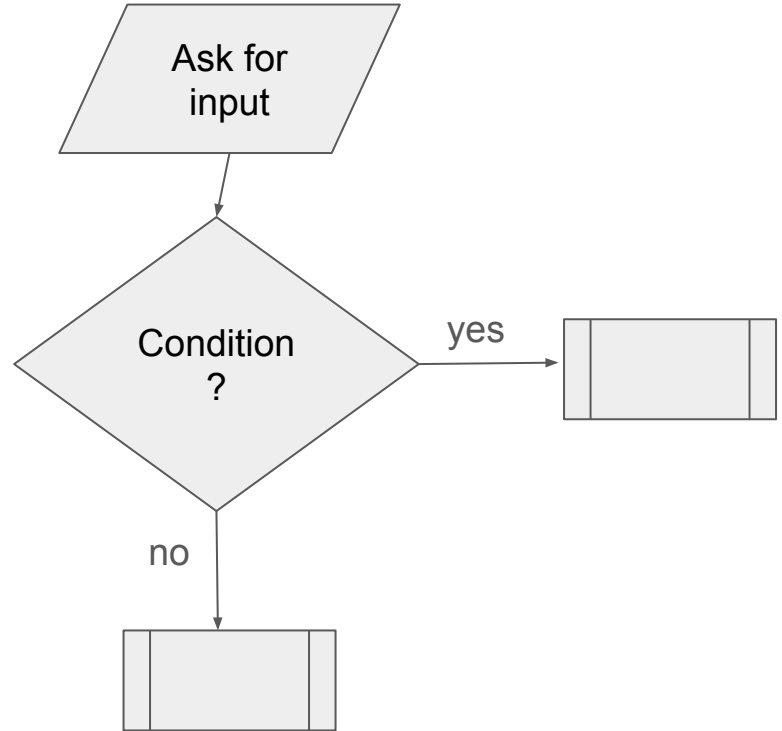 Ask for
input
Condition
?
yes
no